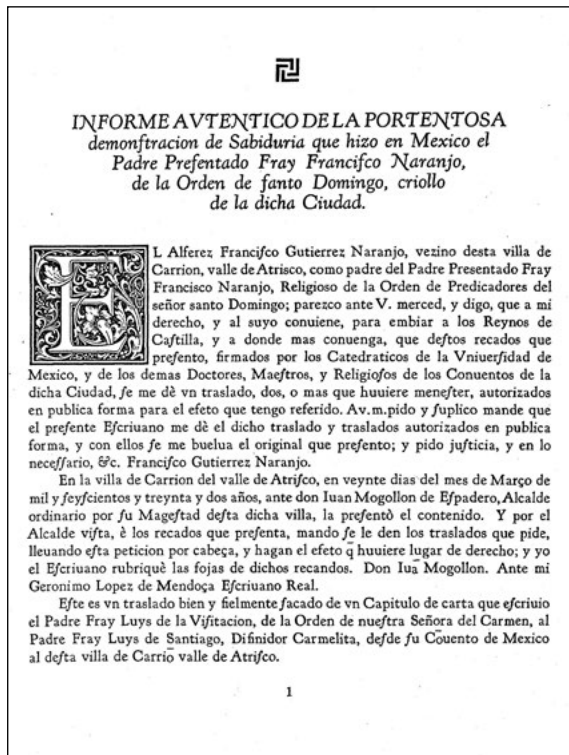 INFORME AVTENTICO DE LA PORTENTOSA
demonſtracion de Sabiduria que hizo en Mexico el
Padre Preſentado Fray Franciſco Naranjo,
de la Orden de ſanto Domingo, criollo
de la dicha Ciudad.
EL Alferez Franciſco Gutierrez Naranjo, vezino desta villa de
Carrion, valle de Atrisco, como padre del Padre Presentado Fray
Francisco Naranjo, Religioso de la Orden de Predicadores del
señor santo Domingo; parezco ante V. merced, y digo, que a mi
derecho, y al suyo conuiene, para embiar a los Reynos de
Caſtilla, y a donde mas conuenga, que deſtos recados que
preſento, firmados por los Catedraticos de la Vniuerſidad de
Mexico, y de los demas Doctores, Maeſtros, y Religioſos de los Conuentos de la
dicha Ciudad, ſe me dè vn traslado, dos, o mas que huuiere meneſter, autorizados
en publica forma para el efeto que tengo referido. Av.m.pido y ſuplico mande que
el preſente Eſcriuano me dè el dicho traslado y traslados autorizados en publica
forma, y con ellos ſe me buelua el original que preſento; y pido juſticia, y en lo
neceſſario, &c. Francisco Gutierrez Naranjo.
En la villa de Carrion del valle de Atriſco, en veynte dias del mes de Março de
mil y ſeyſcientos y treynta y dos años, ante don Iuan Mogollon de Eſpadero, Alcalde
ordinario por ſu Mageſtad deſta dicha villa, la preſentò el contenido. Y por el
Alcalde viſta, è los recados que preſenta, mando ſe le den los traslados que pide,
lleuando eſta peticion por cabeça, y hagan el efeto q̄ huuiere lugar de derecho; y yo
el Eſcriuano rubriquè las fojas de dichos recandos. Don Iuā Mogollon. Ante mi
Geronimo Lopez de Mendoça Eſcriuano Real.
Eſte es vn traslado bien y fielmente ſacado de vn Capitulo de carta que eſcriuio
el Padre Fray Luys de la Viſitacion, de la Orden de nueſtra Señora del Carmen, al
Padre Fray Luys de Santiago, Difinidor Carmelita, deſde ſu Cōuento de Mexico
al deſta villa de Carriō valle de Atriſco.
1